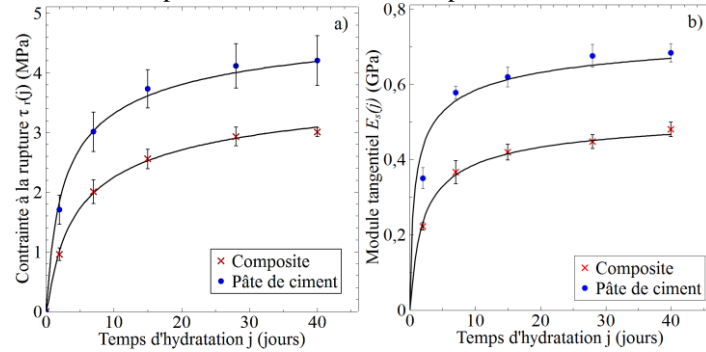 a)
Contrainte à la rupture τ r(j) (MPa)
5
4
3
2
1
0
× Composite
• Pâte de ciment
0 10 20 30 40
Temps d'hydratation j (jours)
b)
Module tangentiel Es(j) (GPa)
0,8
0,6
0,4
0,2
0
× Composite
• Pâte de ciment
0 10 20 30 40
Temps d'hydratation j (jours)